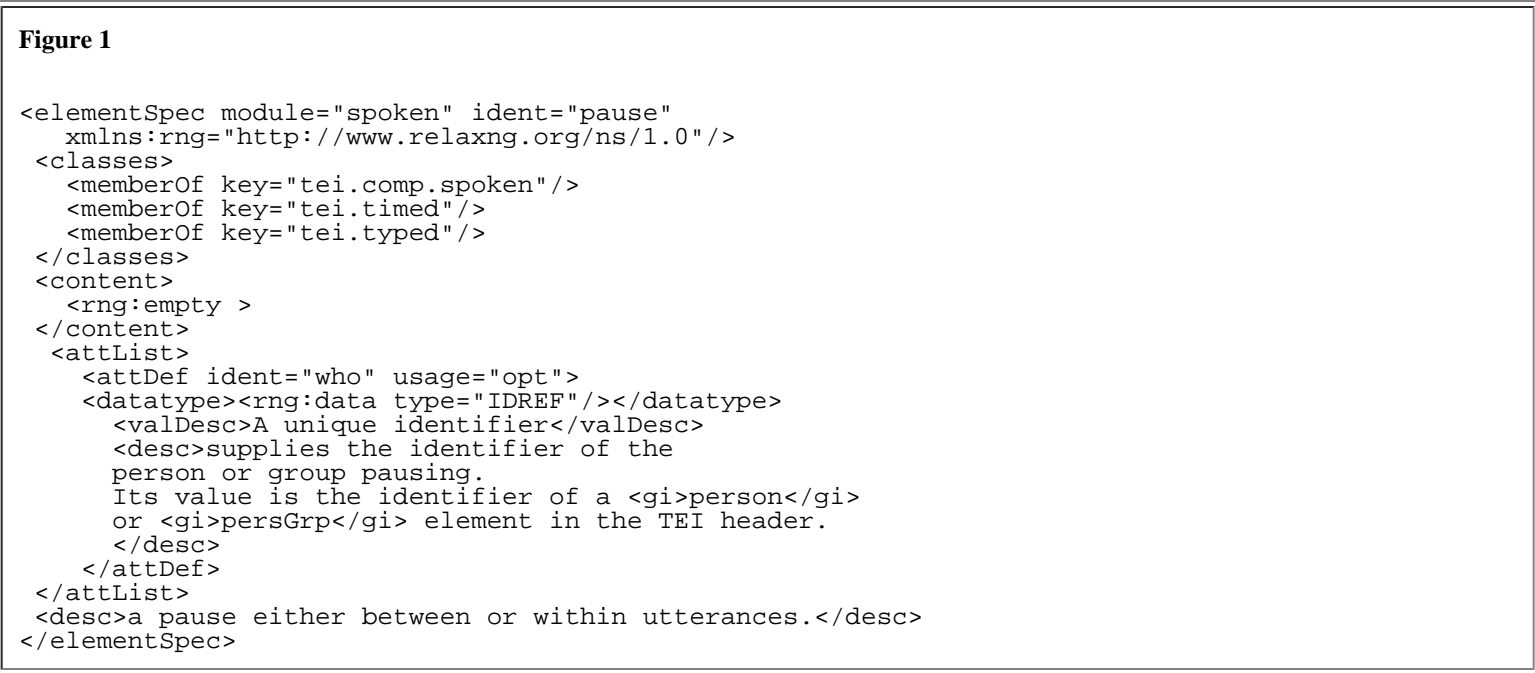 Figure 1
<elementSpec module="spoken" ident="pause"
   xmlns:rng="http://www.relaxng.org/ns/1.0"/>
 <classes>
   <memberOf key="tei.comp.spoken"/>
   <memberOf key="tei.timed"/>
   <memberOf key="tei.typed"/>
 </classes>
 <content>
   <rng:empty >
 </content>
  <attList>
    <attDef ident="who" usage="opt">
    <datatype><rng:data type="IDREF"/></datatype>
      <valDesc>A unique identifier</valDesc>
      <desc>supplies the identifier of the
      person or group pausing.
      Its value is the identifier of a <gi>person</gi>
      or <gi>persGrp</gi> element in the TEI header.
      </desc>
    </attDef>
 </attList>
 <desc>a pause either between or within utterances.</desc>
</elementSpec>